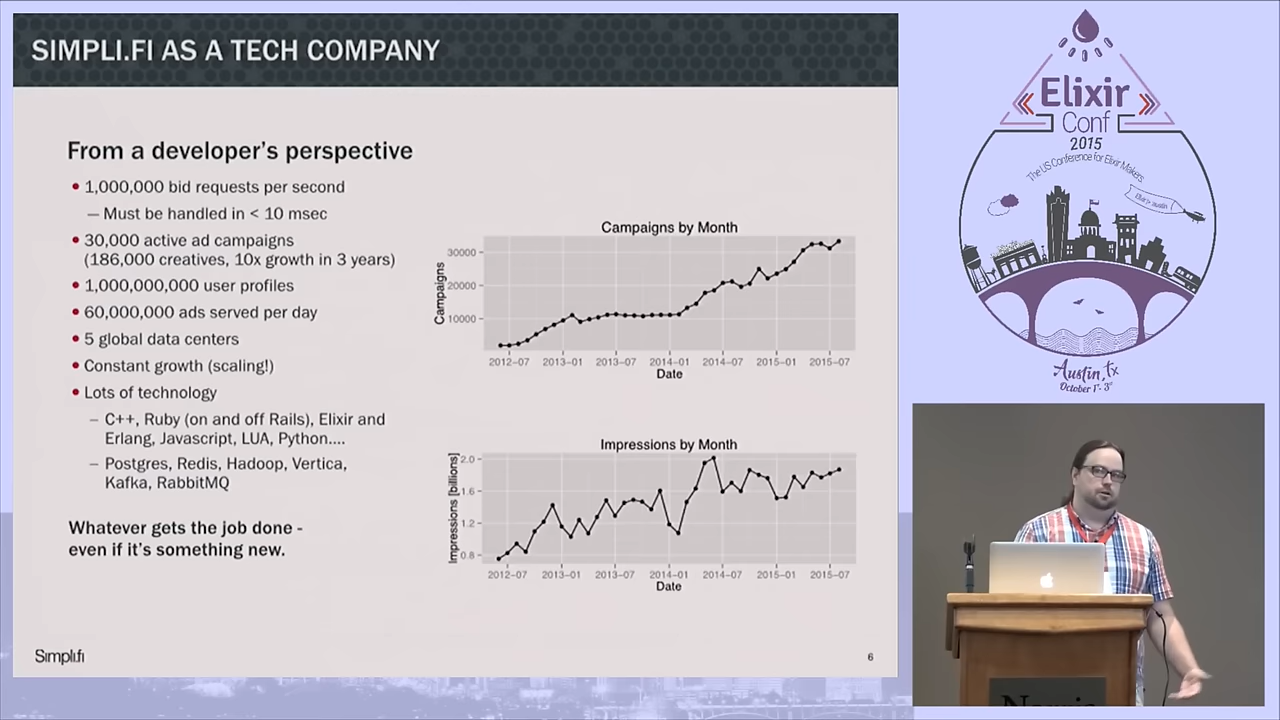 SIMPLI.FI AS A TECH COMPANY
From a developer's perspective
• 1,000,000 bid requests per second
— Must be handled in < 10 msec
• 30,000 active ad campaigns
(186,000 creatives, 10x growth in 3 years)
• 1,000,000,000 user profiles
• 60,000,000 ads served per day
• 5 global data centers
• Constant growth (scaling!)
• Lots of technology
– C++, Ruby (on and off Rails), Elixir and
Erlang, Javascript, LUA, Python....
– Postgres, Redis, Hadoop, Vertica,
Kafka, RabbitMQ
Whatever gets the job done -
even if it's something new.
Campaigns by Month
Campaigns
30000
20000
10000
2012–07 2013–01 2013–07 2014–01 2014–07 2015–01 2015–07
Date
Impressions by Month
Impressions [billions]
2.0
1.6
1.2
0.8
2012–07 2013–01 2013–07 2014–01 2014–07 2015–01 2015–07
Date
Simpli.fi
6
Elixir
Conf
2015
The US Conference for Elixir Makers
Austin, TX
October 1st - 3rd